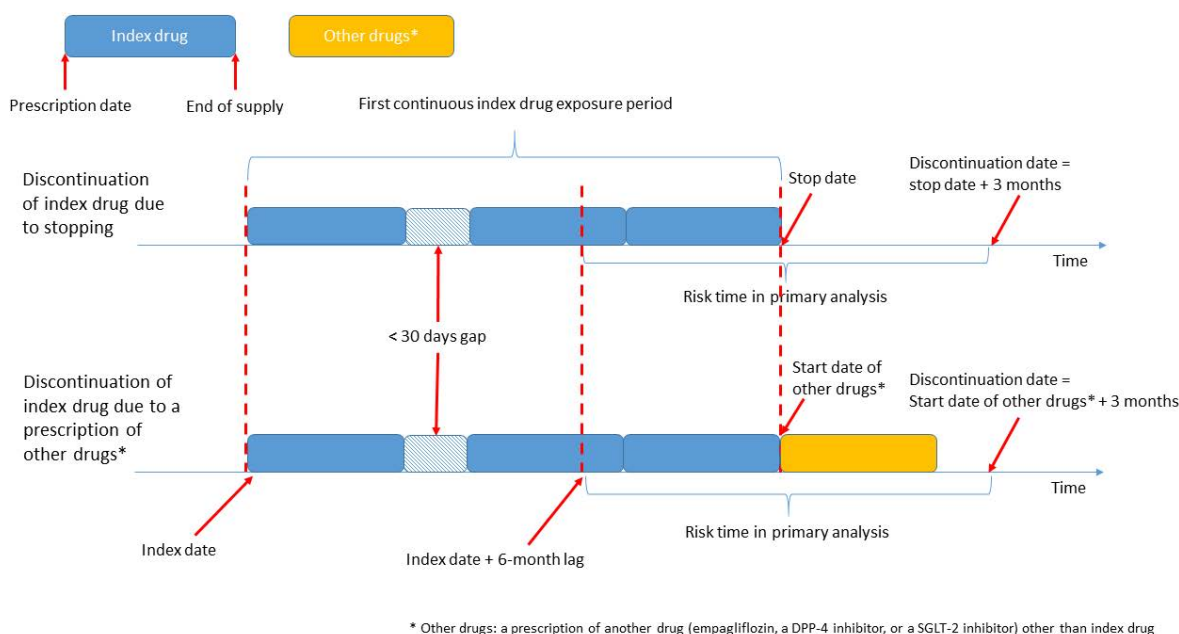 Index drug
Other drugs*
Prescription date
End of supply
First continuous index drug exposure period
Discontinuation
of index drug due
to stopping
Stop date
Discontinuation date =
stop date + 3 months
Time
Risk time in primary analysis
< 30 days gap
Discontinuation of
index drug due to a
prescription of
other drugs*
Start date of
other drugs*
Discontinuation date =
Start date of other drugs* + 3 months
Time
Risk time in primary analysis
Index date
Index date + 6-month lag
* Other drugs: a prescription of another drug (empagliflozin, a DPP-4 inhibitor, or a SGLT-2 inhibitor) other than index drug